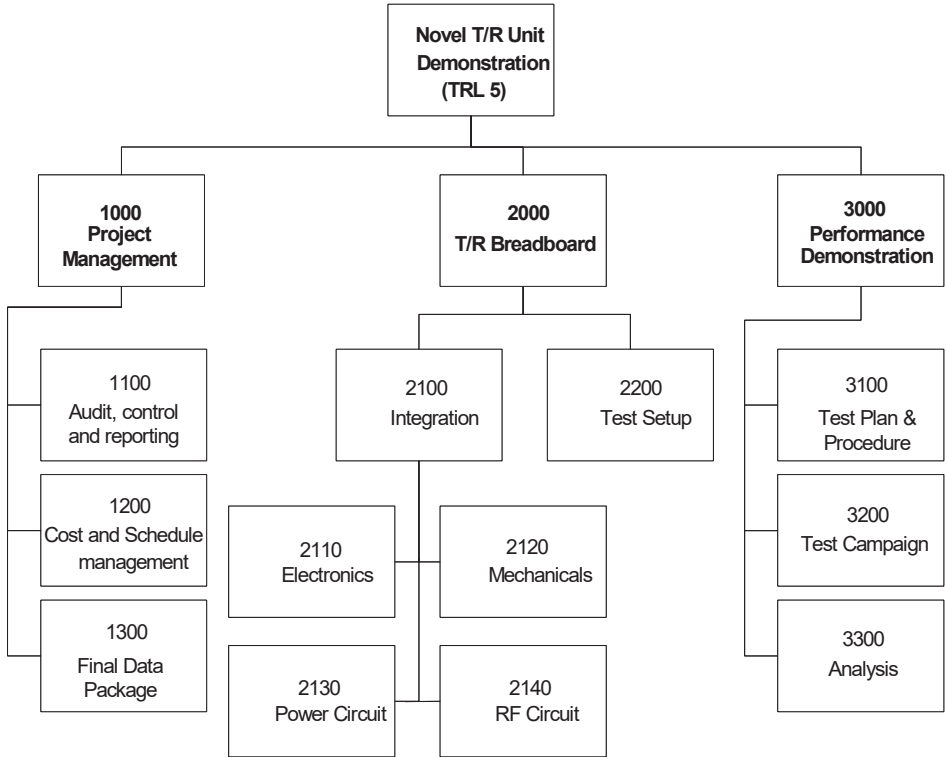 Novel T/R Unit
Demonstration
(TRL 5)
1000
Project
Management
2000
T/R Breadboard
3000
Performance
Demonstration
1100
Audit, control
and reporting
1200
Cost and Schedule
management
1300
Final Data
Package
2100
Integration
2200
Test Setup
2110
Electronics
2120
Mechanicals
2130
Power Circuit
2140
RF Circuit
3100
Test Plan &
Procedure
3200
Test Campaign
3300
Analysis